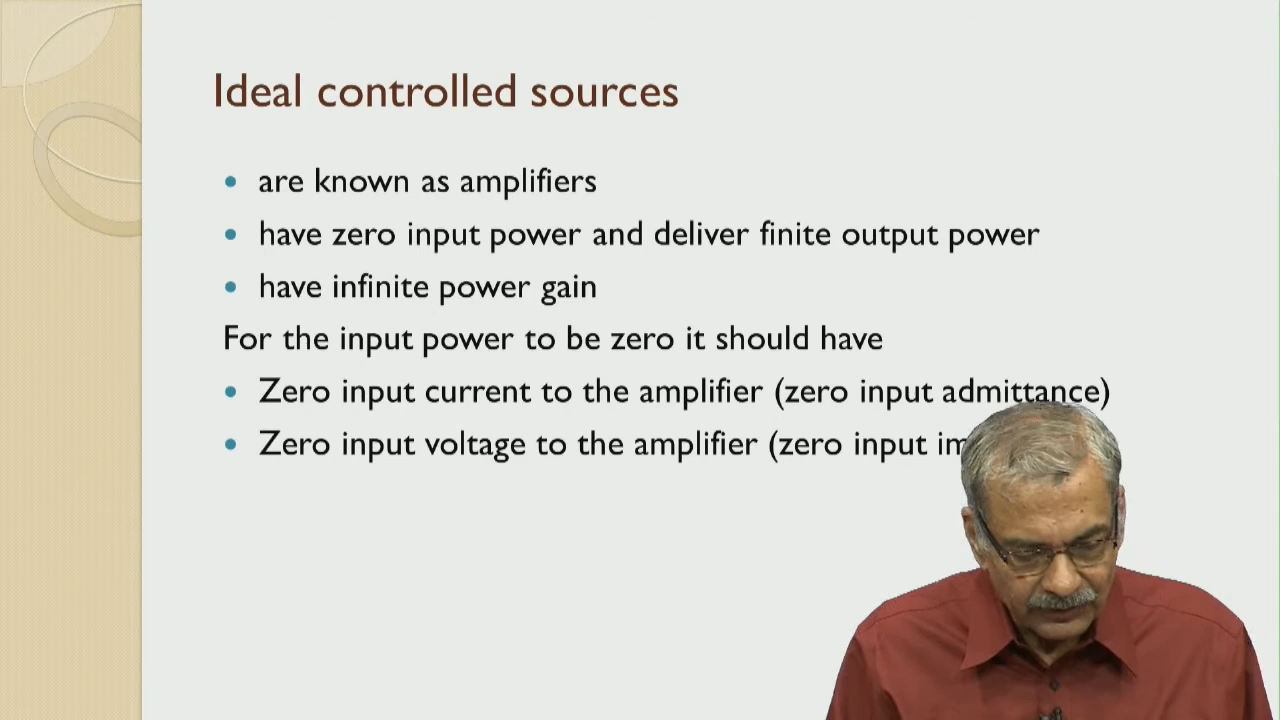 Ideal controlled sources
• are known as amplifiers
• have zero input power and deliver finite output power
• have infinite power gain
For the input power to be zero it should have
• Zero input current to the amplifier (zero input admittance)
• Zero input voltage to the amplifier (zero input